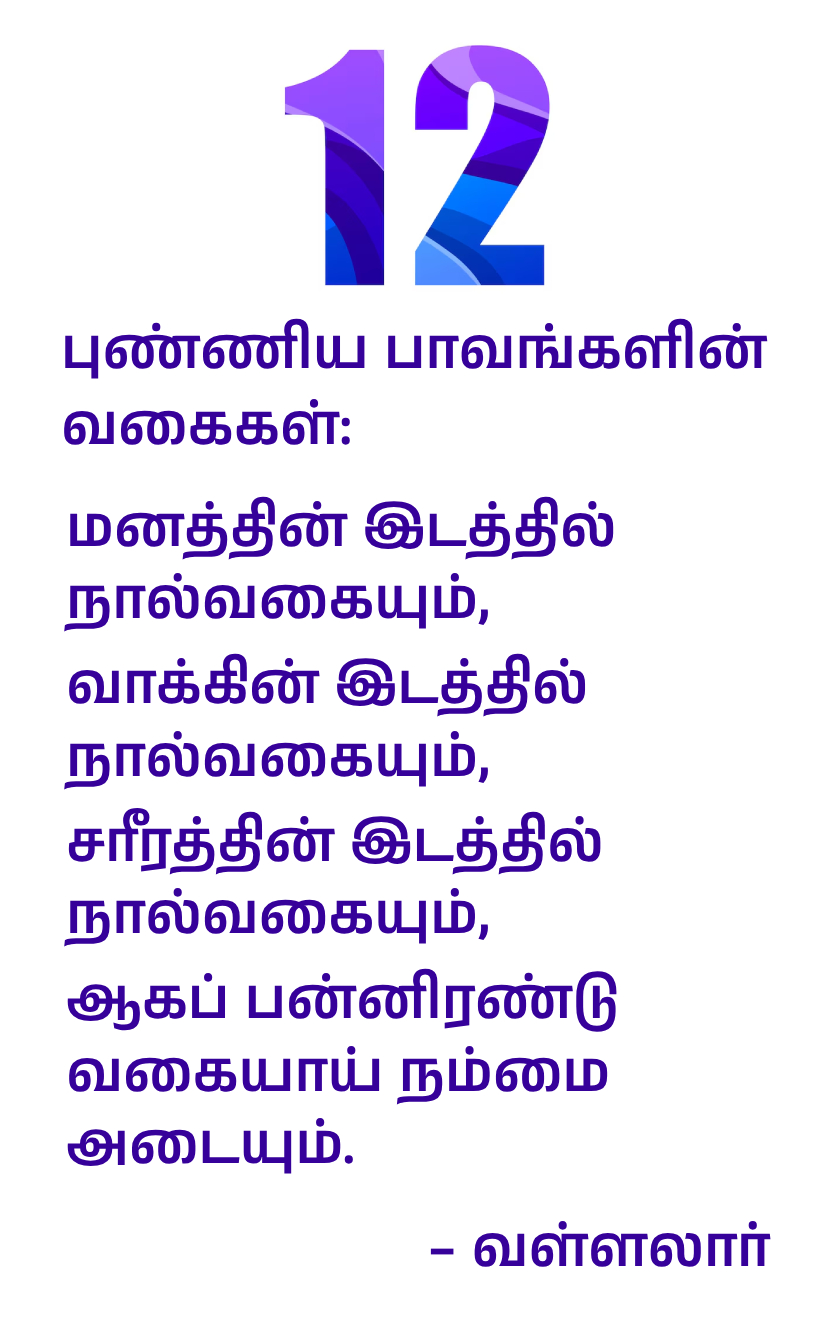 12
புண்ணிய பாவங்களின்
வகைகள்:
மனத்தின் இடத்தில்
நால்வகையும்,
வாக்கின் இடத்தில்
நால்வகையும்,
சரீரத்தின் இடத்தில்
நால்வகையும்,
ஆகப் பன்னிரண்டு
வகையாய் நம்மை
அடையும்.
– வள்ளலார்